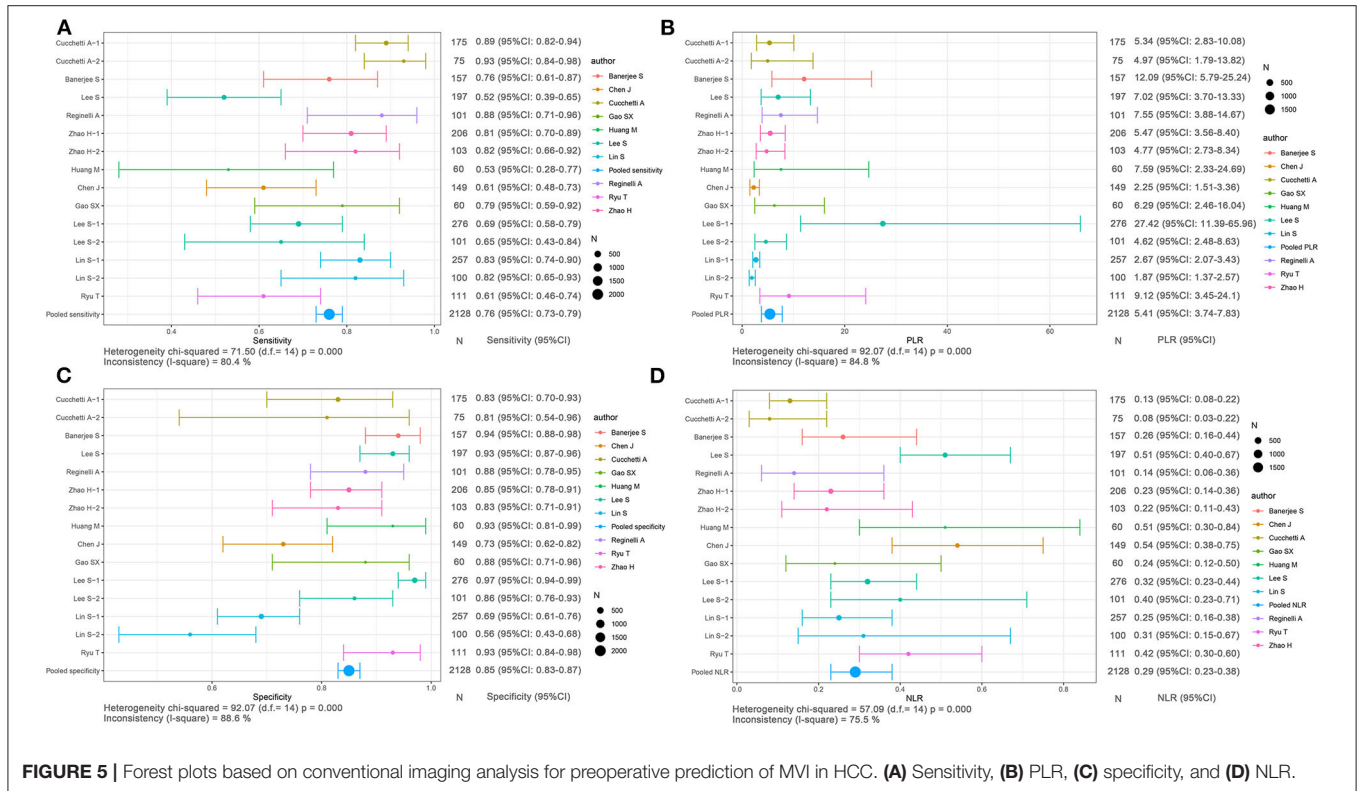 A
Cucchetti A-1 175 0.89 (95%CI: 0.82-0.94)
Cucchetti A-2 75 0.93 (95%CI: 0.84-0.98)
Banerjee S 157 0.76 (95%CI: 0.61-0.87)
Lee S 197 0.52 (95%CI: 0.39-0.65)
Reginelli A 101 0.88 (95%CI: 0.71-0.96)
Zhao H-1 206 0.81 (95%CI: 0.70-0.89)
Zhao H-2 103 0.82 (95%CI: 0.66-0.92)
Huang M 60 0.53 (95%CI: 0.28-0.77)
Chen J 149 0.61 (95%CI: 0.48-0.73)
Gao SX 60 0.79 (95%CI: 0.59-0.92)
Lee S-1 276 0.69 (95%CI: 0.58-0.79)
Lee S-2 101 0.65 (95%CI: 0.43-0.84)
Lin S-1 257 0.83 (95%CI: 0.74-0.90)
Lin S-2 100 0.82 (95%CI: 0.65-0.93)
Ryu T 111 0.61 (95%CI: 0.46-0.74)
Pooled sensitivity 2128 0.76 (95%CI: 0.73-0.79)
0.4 0.6 0.8 1.0
Sensitivity N Sensitivity (95%CI)
Heterogeneity chi-squared = 71.50 (d.f.= 14) p = 0.000
Inconsistency (I-square) = 80.4 %
author
Banerjee S
Chen J
Cucchetti A
Gao SX
Huang M
Lee S
Lin S
Pooled sensitivity
Reginelli A
Ryu T
Zhao H
N
500
1000
1500
2000
B
Cucchetti A-1 175 5.34 (95%CI: 2.83-10.08)
Cucchetti A-2 75 4.97 (95%CI: 1.79-13.82)
Banerjee S 157 12.09 (95%CI: 5.79-25.24)
Lee S 197 7.02 (95%CI: 3.70-13.33)
Reginelli A 101 7.55 (95%CI: 3.88-14.67)
Zhao H-1 206 5.47 (95%CI: 3.56-8.40)
Zhao H-2 103 4.77 (95%CI: 2.73-8.34)
Huang M 60 7.59 (95%CI: 2.33-24.69)
Chen J 149 2.25 (95%CI: 1.51-3.36)
Gao SX 60 6.29 (95%CI: 2.46-16.04)
Lee S-1 276 27.42 (95%CI: 11.39-65.96)
Lee S-2 101 4.62 (95%CI: 2.48-8.63)
Lin S-1 257 2.67 (95%CI: 2.07-3.43)
Lin S-2 100 1.87 (95%CI: 1.37-2.57)
Ryu T 111 9.12 (95%CI: 3.45-24.1)
Pooled PLR 2128 5.41 (95%CI: 3.74-7.83)
0 20 40 60
PLR N PLR (95%CI)
Heterogeneity chi-squared = 92.07 (d.f.= 14) p = 0.000
Inconsistency (I-square) = 84.8 %
N
500
1000
1500
author
Banerjee S
Chen J
Cucchetti A
Gao SX
Huang M
Lee S
Lin S
Pooled PLR
Reginelli A
Ryu T
Zhao H
C
Cucchetti A-1 175 0.83 (95%CI: 0.70-0.93)
Cucchetti A-2 75 0.81 (95%CI: 0.54-0.96)
Banerjee S 157 0.94 (95%CI: 0.88-0.98)
Lee S 197 0.93 (95%CI: 0.87-0.96)
Reginelli A 101 0.88 (95%CI: 0.78-0.95)
Zhao H-1 206 0.85 (95%CI: 0.78-0.91)
Zhao H-2 103 0.83 (95%CI: 0.71-0.91)
Huang M 60 0.93 (95%CI: 0.81-0.99)
Chen J 149 0.73 (95%CI: 0.62-0.82)
Gao SX 60 0.88 (95%CI: 0.71-0.96)
Lee S-1 276 0.97 (95%CI: 0.94-0.99)
Lee S-2 101 0.86 (95%CI: 0.76-0.93)
Lin S-1 257 0.69 (95%CI: 0.61-0.76)
Lin S-2 100 0.56 (95%CI: 0.43-0.68)
Ryu T 111 0.93 (95%CI: 0.84-0.98)
Pooled specificity 2128 0.85 (95%CI: 0.83-0.87)
0.6 0.8 1.0
Specificity N Specificity (95%CI)
Heterogeneity chi-squared = 92.07 (d.f.= 14) p = 0.000
Inconsistency (I-square) = 88.6 %
author
Banerjee S
Chen J
Cucchetti A
Gao SX
Huang M
Lee S
Lin S
Pooled specificity
Reginelli A
Ryu T
Zhao H
N
500
1000
1500
2000
D
Cucchetti A-1 175 0.13 (95%CI: 0.08-0.22)
Cucchetti A-2 75 0.08 (95%CI: 0.03-0.22)
Banerjee S 157 0.26 (95%CI: 0.16-0.44)
Lee S 197 0.51 (95%CI: 0.40-0.67)
Reginelli A 101 0.14 (95%CI: 0.06-0.36)
Zhao H-1 206 0.23 (95%CI: 0.14-0.36)
Zhao H-2 103 0.22 (95%CI: 0.11-0.43)
Huang M 60 0.51 (95%CI: 0.30-0.84)
Chen J 149 0.54 (95%CI: 0.38-0.75)
Gao SX 60 0.24 (95%CI: 0.12-0.50)
Lee S-1 276 0.32 (95%CI: 0.23-0.44)
Lee S-2 101 0.40 (95%CI: 0.23-0.71)
Lin S-1 257 0.25 (95%CI: 0.16-0.38)
Lin S-2 100 0.31 (95%CI: 0.15-0.67)
Ryu T 111 0.42 (95%CI: 0.30-0.60)
Pooled NLR 2128 0.29 (95%CI: 0.23-0.38)
0.0 0.2 0.4 0.6 0.8
NLR N NLR (95%CI)
Heterogeneity chi-squared = 57.09 (d.f.= 14) p = 0.000
Inconsistency (I-square) = 75.5 %
N
500
1000
1500
author
Banerjee S
Chen J
Cucchetti A
Gao SX
Huang M
Lee S
Lin S
Pooled NLR
Reginelli A
Ryu T
Zhao H
FIGURE 5 | Forest plots based on conventional imaging analysis for preoperative prediction of MVI in HCC. (A) Sensitivity, (B) PLR, (C) specificity, and (D) NLR.